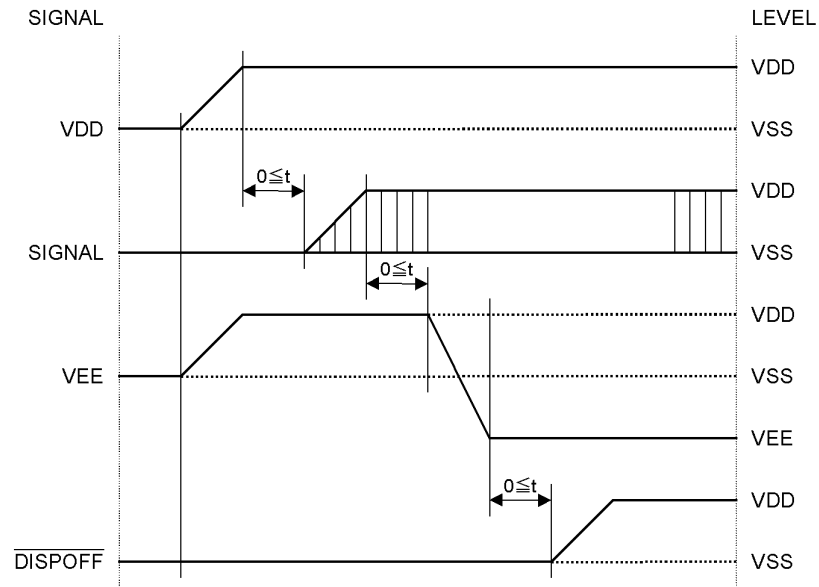 SIGNAL LEVEL
VDD
VDD VSS
0≦t
VDD
SIGNAL VSS
0≦t
VDD
VEE VSS
VEE
0≦t
VDD
DISPOFF VSS